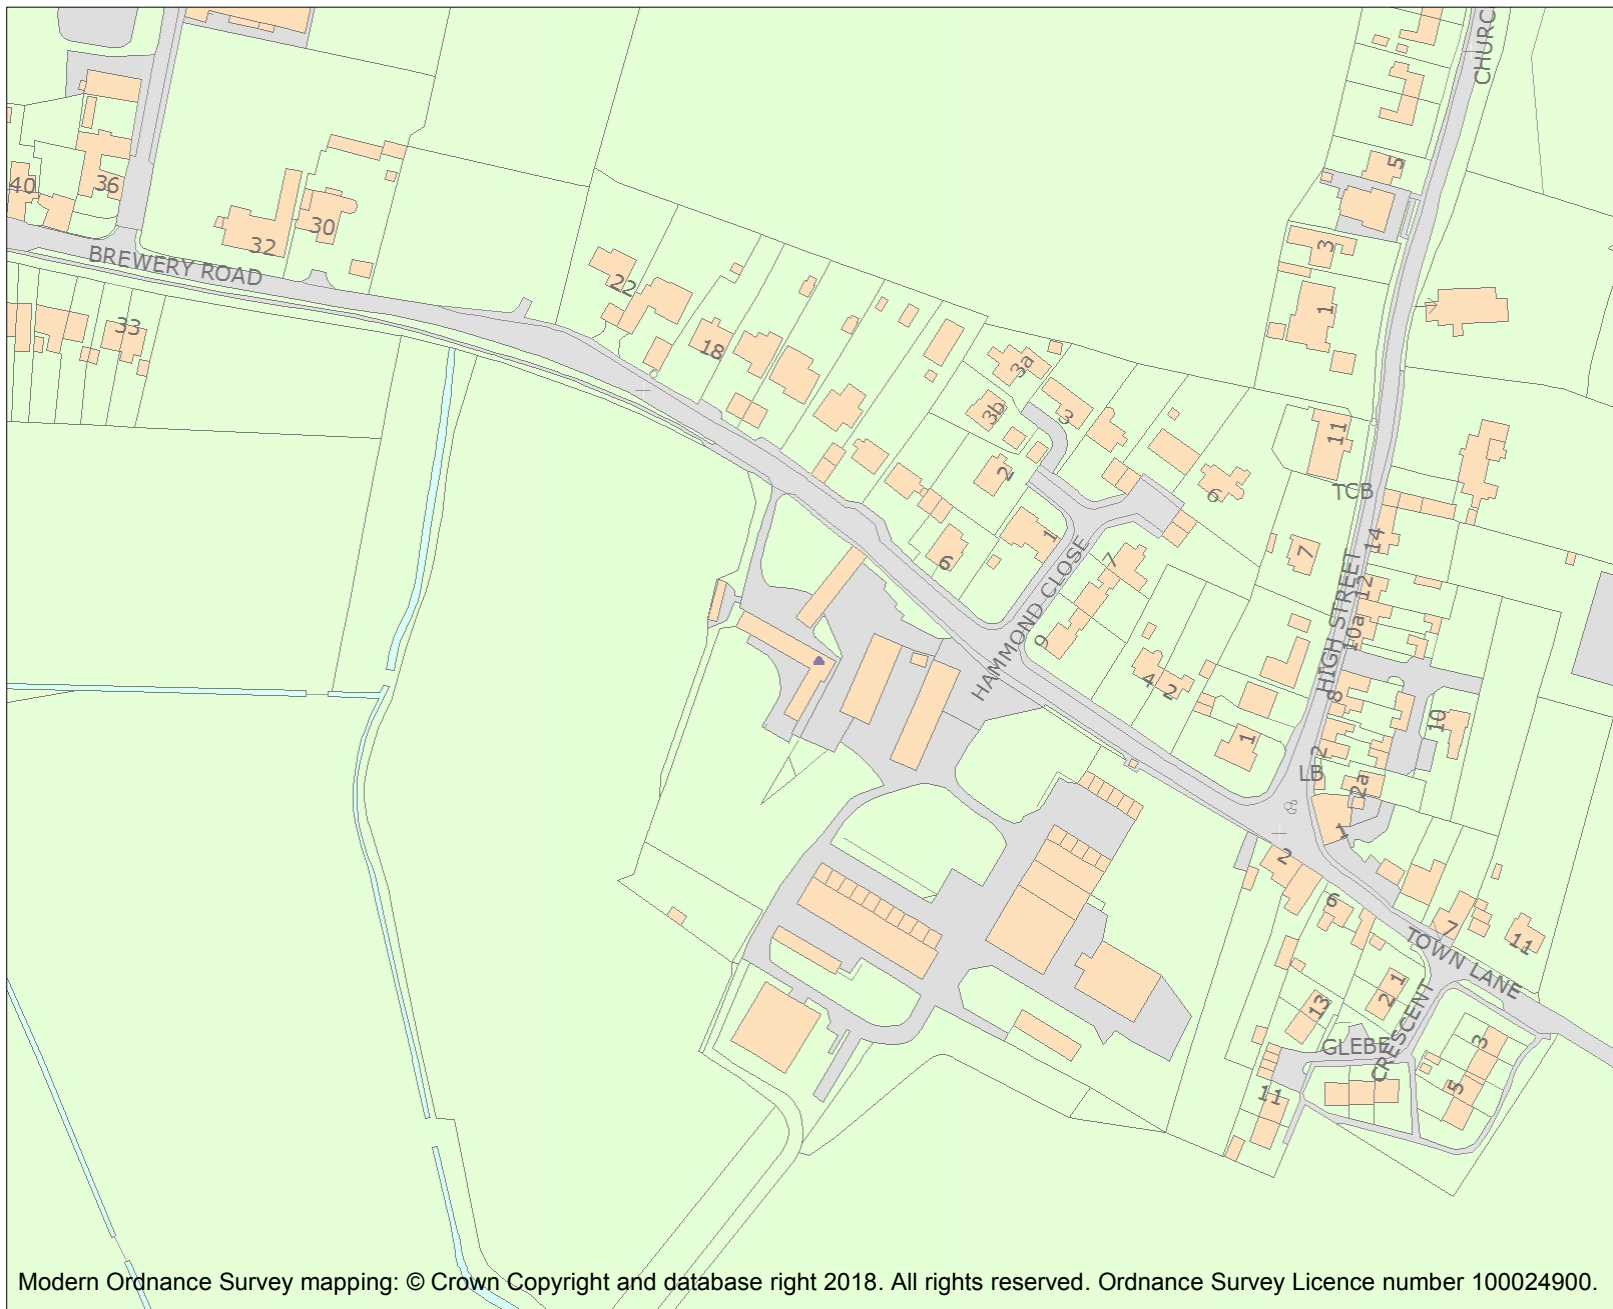 CHURC
5
3
1
40
36
32
30
BREWERY ROAD
33
22
18
3a
3b
3
2
6
11
TCB
14
12
10a
HIGH STREET
8
2
LB
2a
1
10
7
6
1
HAMMOND CLOSE
7
9
4
2
1
2
6
7
11
TOWN LANE
1
2
13
GLEBE
CRESCENT
3
5
11
Modern Ordnance Survey mapping: © Crown Copyright and database right 2018. All rights reserved. Ordnance Survey Licence number 100024900.